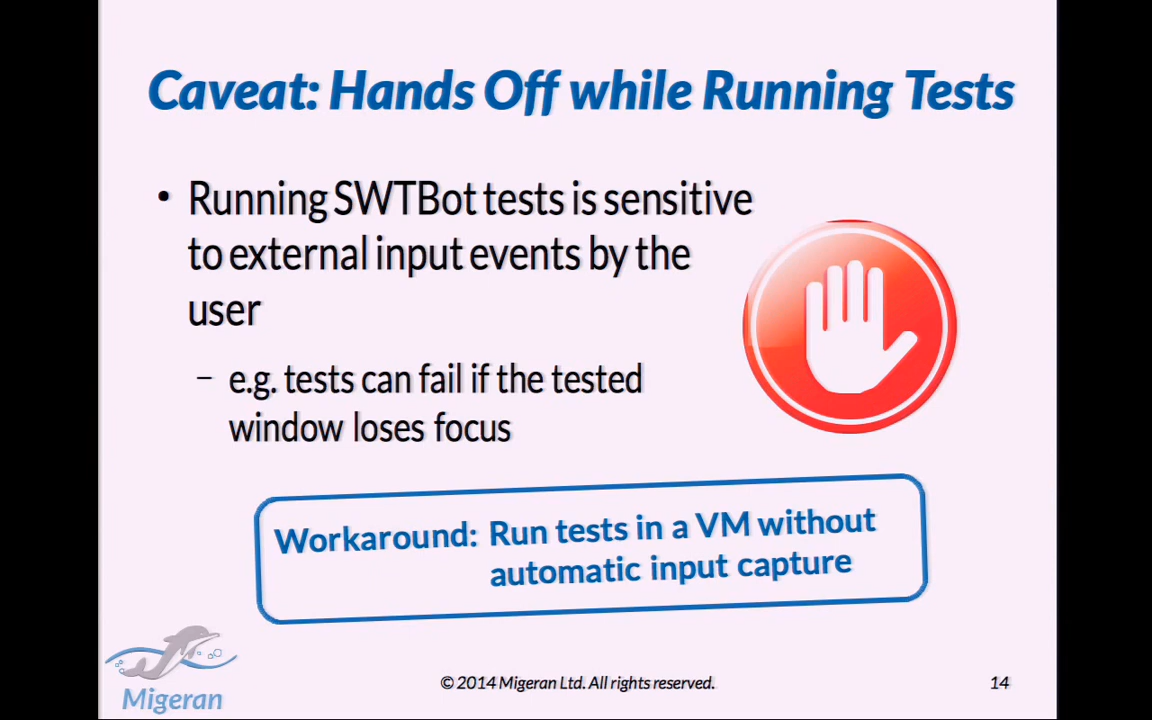 Caveat: Hands Off while Running Tests
• Running SWTBot tests is sensitive
to external input events by the
user
– e.g. tests can fail if the tested
window loses focus
Workaround: Run tests in a VM without
automatic input capture
Migeran
© 2014 Migeran Ltd. All rights reserved.
14